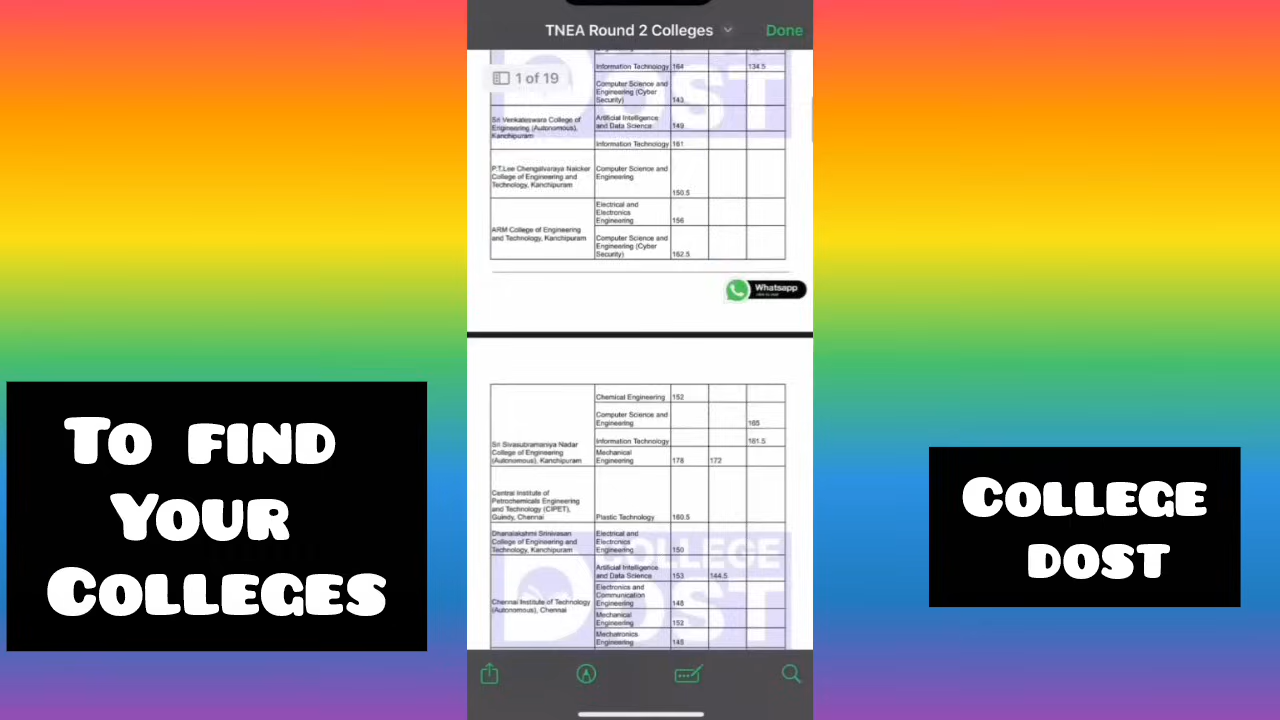 TNEA Round 2 Colleges
Done
1 of 19
Information Technology 164 134.5
Computer Science and
Engineering (Cyber
Security) 143
Sri Venkateswara College of
Engineering (Autonomous),
Kanchipuram
Artificial Intelligence
and Data Science 149
Information Technology 161
P.T.Lee Chengalvaraya Naicker
College of Engineering and
Technology, Kanchipuram
Computer Science and
Engineering
150.5
Electrical and
Electronics
Engineering 156
ARM College of Engineering
and Technology, Kanchipuram
Computer Science and
Engineering (Cyber
Security) 162.5
Whatsapp
Chemical Engineering 152
Computer Science and
Engineering 165
Information Technology 161.5
Sri Sivasubramaniya Nadar
College of Engineering
(Autonomous), Kanchipuram
Mechanical
Engineering 178 172
Central Institute of
Petrochemicals Engineering
and Technology (CIPET),
Guindy, Chennai
Plastic Technology 160.5
Dhanalakshmi Srinivasan
College of Engineering and
Technology, Kanchipuram
Electrical and
Electronics
Engineering 150
Artificial Intelligence
and Data Science 153 144.5
Chennai Institute of Technology
(Autonomous), Chennai
Electronics and
Communication
Engineering 148
Mechanical
Engineering 152
Mechatronics
Engineering 148
COLLEGE
DOST
To find
Your
Colleges
College
dost